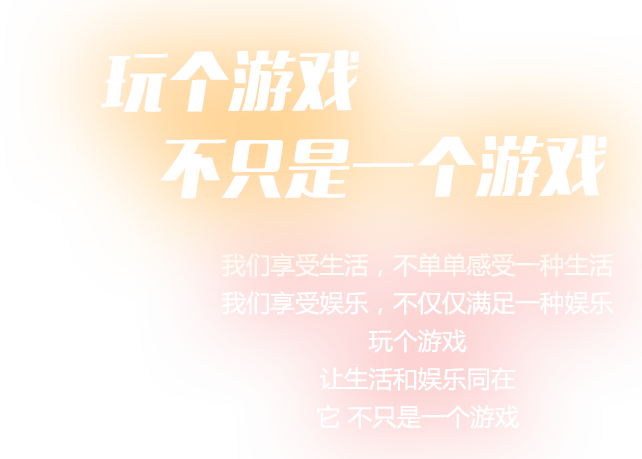 玩个游戏
不只是一个游戏
我们享受生活，不单单感受一种生活
我们享受娱乐，不仅仅满足一种娱乐
玩个游戏
让生活和娱乐同在
它 不只是一个游戏